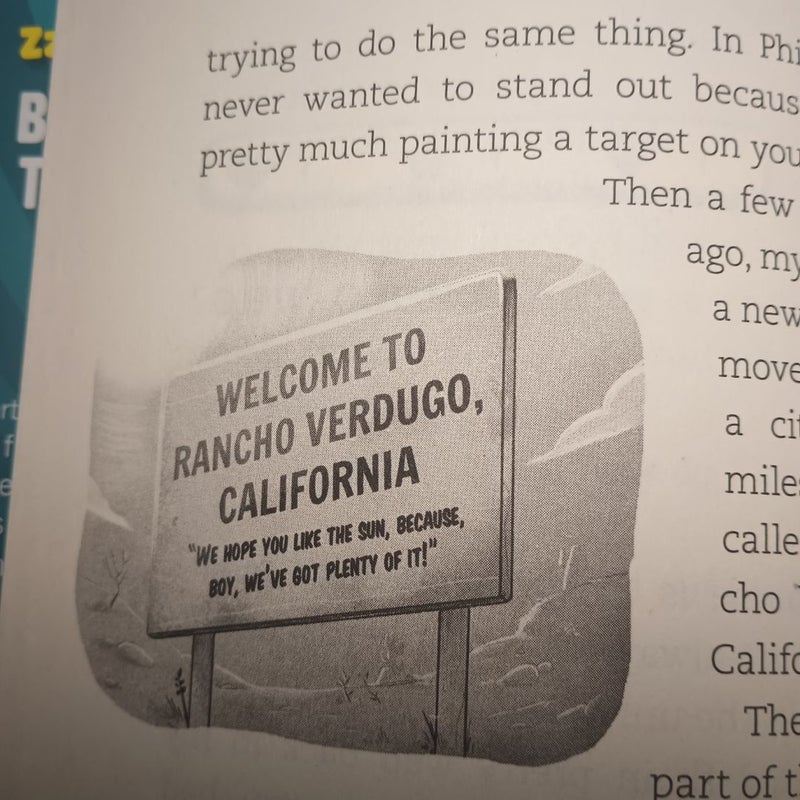 trying to do the same thing. In Phi
never wanted to stand out becaus
pretty much painting a target on you
Then a few
ago, my
a new
move
a cit
miles
calle
cho
Califo
The
part of t
WELCOME TO
RANCHO VERDUGO,
CALIFORNIA
"WE HOPE YOU LIKE THE SUN, BECAUSE,
BOY, WE'VE GOT PLENTY OF IT!"